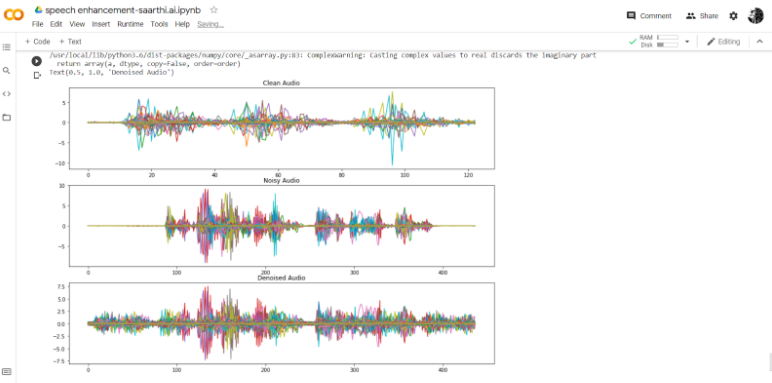 speech enhancement-saarthi.ai.ipynb
File Edit View Insert Runtime Tools Help Saving...
Comment Share
+ Code + Text
RAM
Disk
Editing
/usr/local/lib/python3.6/dist-packages/numpy/core/_asarray.py:83: ComplexWarning: Casting complex values to real discards the imaginary part
return array(a, dtype, copy=False, order=order)
Text(0.5, 1.0, 'Denoised Audio')
Clean Audio
5
0
−5
−10
0 20 40 60 80 100 120
Noisy Audio
10
5
0
−5
0 100 200 300 400
Denoised Audio
7.5
5.0
2.5
0.0
−2.5
−5.0
−7.5
0 100 200 300 400